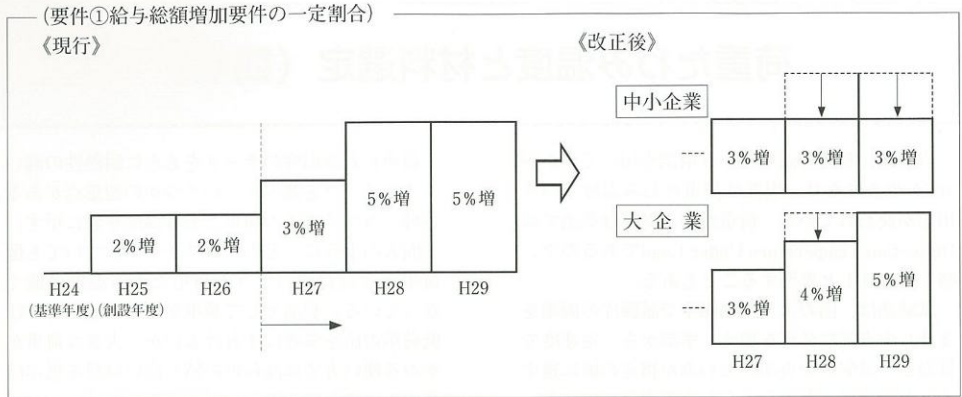 (要件①給与総額増加要件の一定割合)
《現行》
2%増
2%増
3%増
5%増
5%増
H24
H25
H26
H27
H28
H29
(基準年度)
(創設年度)
《改正後》
中小企業
3%増
3%増
3%増
大企業
3%増
4%増
5%増
H27
H28
H29